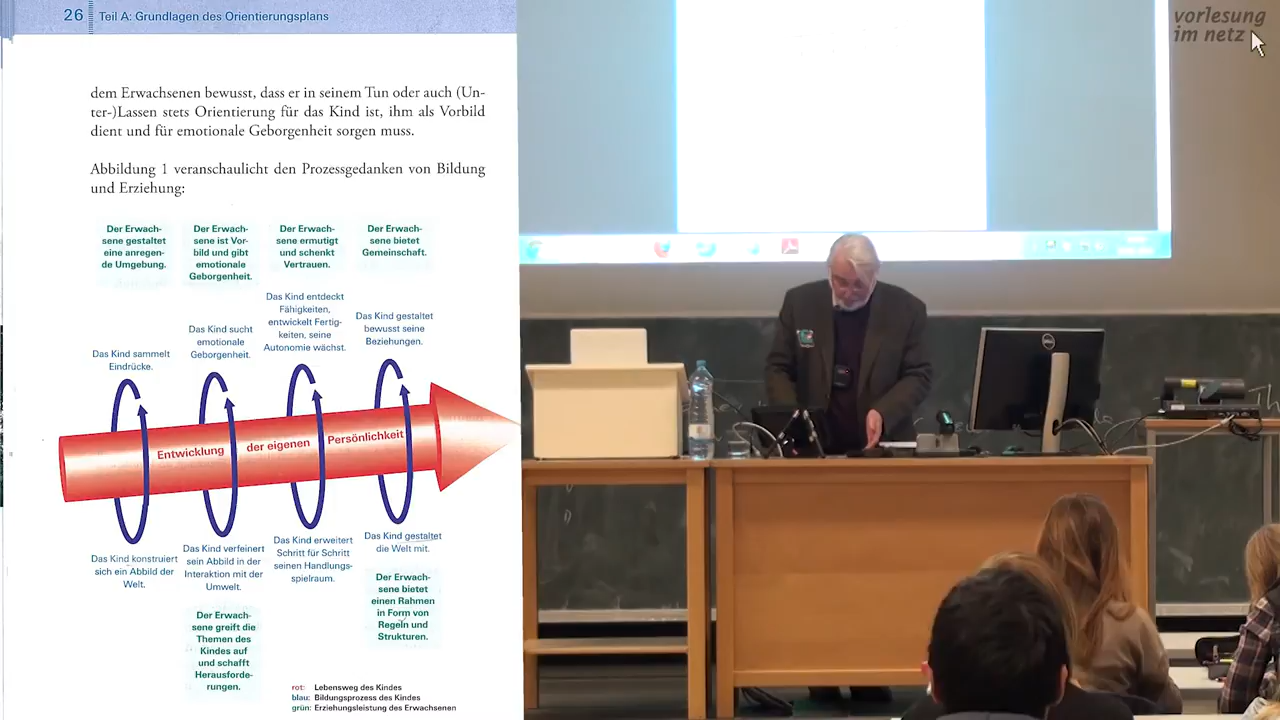 26 Teil A: Grundlagen des Orientierungsplans
dem Erwachsenen bewusst, dass er in seinem Tun oder auch (Un-
ter-)Lassen stets Orientierung für das Kind ist, ihm als Vorbild
dient und für emotionale Geborgenheit sorgen muss.
Abbildung 1 veranschaulicht den Prozessgedanken von Bildung
und Erziehung:
Der Erwach-
sene gestaltet
eine anregen-
de Umgebung.
Der Erwach-
sene ist Vor-
bild und gibt
emotionale
Geborgenheit.
Der Erwach-
sene ermutigt
und schenkt
Vertrauen.
Der Erwach-
sene bietet
Gemeinschaft.
Das Kind sammelt
Eindrücke.
Das Kind sucht
emotionale
Geborgenheit.
Das Kind entdeckt
Fähigkeiten,
entwickelt Fertig-
keiten, seine
Autonomie wächst.
Das Kind gestaltet
bewusst seine
Beziehungen.
Entwicklung der eigenen Persönlichkeit
Das Kind konstruiert
sich ein Abbild der
Welt.
Das Kind verfeinert
sein Abbild in der
Interaktion mit der
Umwelt.
Das Kind erweitert
Schritt für Schritt
seinen Handlungs-
spielraum.
Das Kind gestaltet
die Welt mit.
Der Erwach-
sene greift die
Themen des
Kindes auf
und schafft
Herausforde-
rungen.
Der Erwach-
sene bietet
einen Rahmen
in Form von
Regeln und
Strukturen.
rot: Lebensweg des Kindes
blau: Bildungsprozess des Kindes
grün: Erziehungsleistung des Erwachsenen
vorlesung
im netz
DELL